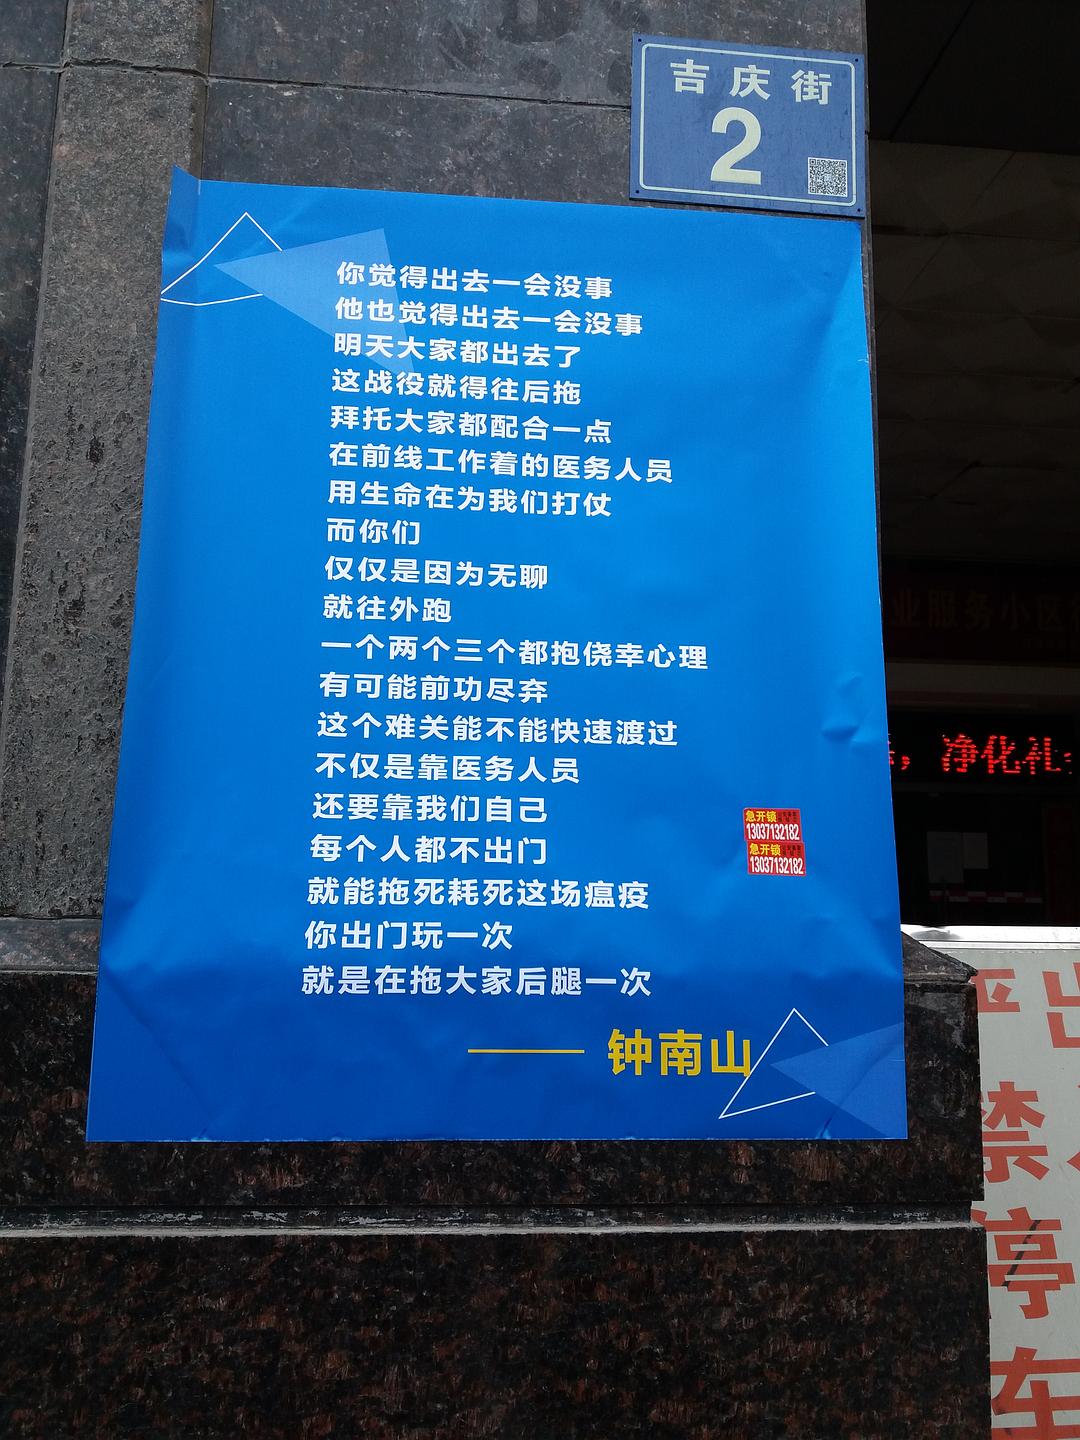 吉庆街
2
你觉得出去一会没事
他也觉得出去一会没事
明天大家都出去了
这战役就得往后拖
拜托大家都配合一点
在前线工作着的医务人员
用生命在为我们打仗
而你们
仅仅是因为无聊
就往外跑
一个两个三个都抱侥幸心理
有可能前功尽弃
这个难关能不能快速渡过
不仅是靠医务人员
还要靠我们自己
每个人都不出门
就能拖死耗死这场瘟疫
你出门玩一次
就是在拖大家后腿一次
—— 钟南山
急开锁
13037132182
急开锁
13037132182
业服务小区
，净化社
出
禁
停
车